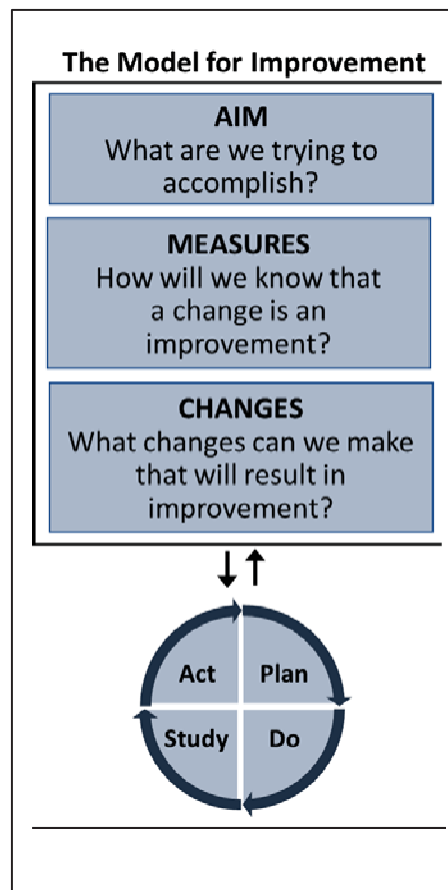 The Model for Improvement
AIM
What are we trying to
accomplish?
MEASURES
How will we know that
a change is an
improvement?
CHANGES
What changes can we make
that will result in
improvement?
Act Plan
Study Do